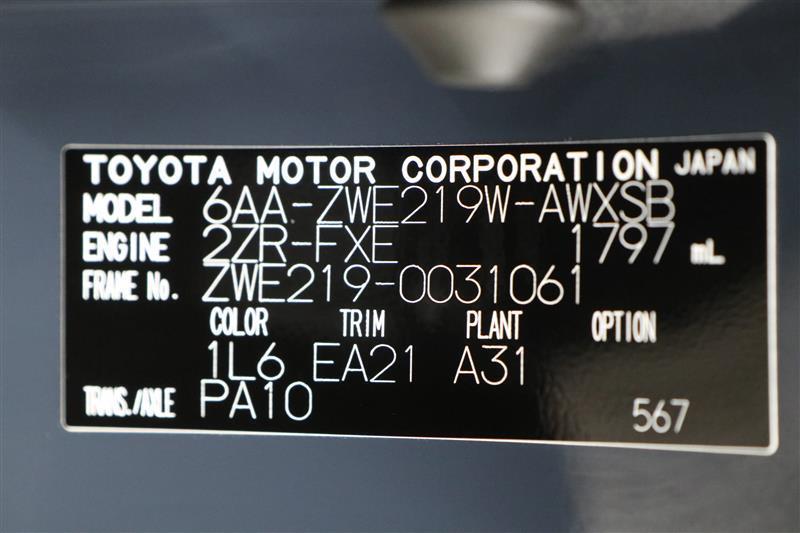 TOYOTA MOTOR CORPORATION JAPAN
MODEL 6AA-ZWE219W-AWXSB
ENGINE 2ZR-FXE 1797 mL
FRAME No. ZWE219-0031061
COLOR TRIM PLANT OPTION
1L6 EA21 A31
TRANS./AXLE PA10 567